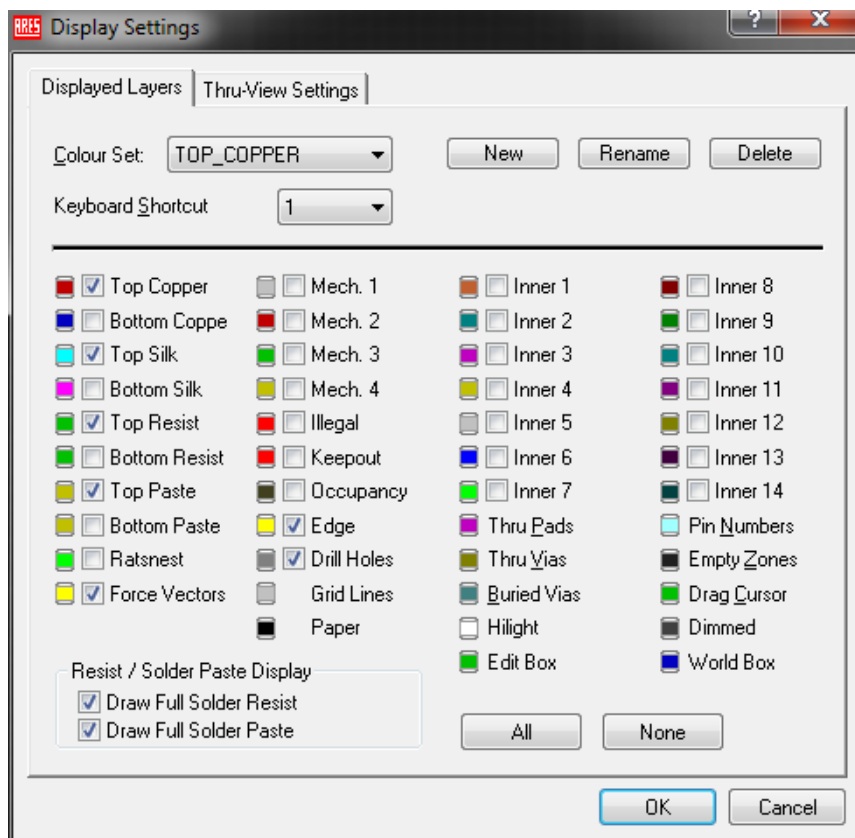 ARES Display Settings ? X
Displayed Layers Thru-View Settings
Colour Set: TOP_COPPER New Rename Delete
Keyboard Shortcut 1
Top Copper Mech. 1 Inner 1 Inner 8
Bottom Coppe Mech. 2 Inner 2 Inner 9
Top Silk Mech. 3 Inner 3 Inner 10
Bottom Silk Mech. 4 Inner 4 Inner 11
Top Resist Illegal Inner 5 Inner 12
Bottom Resist Keepout Inner 6 Inner 13
Top Paste Occupancy Inner 7 Inner 14
Bottom Paste Edge Thru Pads Pin Numbers
Ratsnest Drill Holes Thru Vias Empty Zones
Force Vectors Grid Lines Buried Vias Drag Cursor
Paper Hilight Dimmed
Edit Box World Box
Resist / Solder Paste Display
Draw Full Solder Resist
Draw Full Solder Paste
All None
OK Cancel